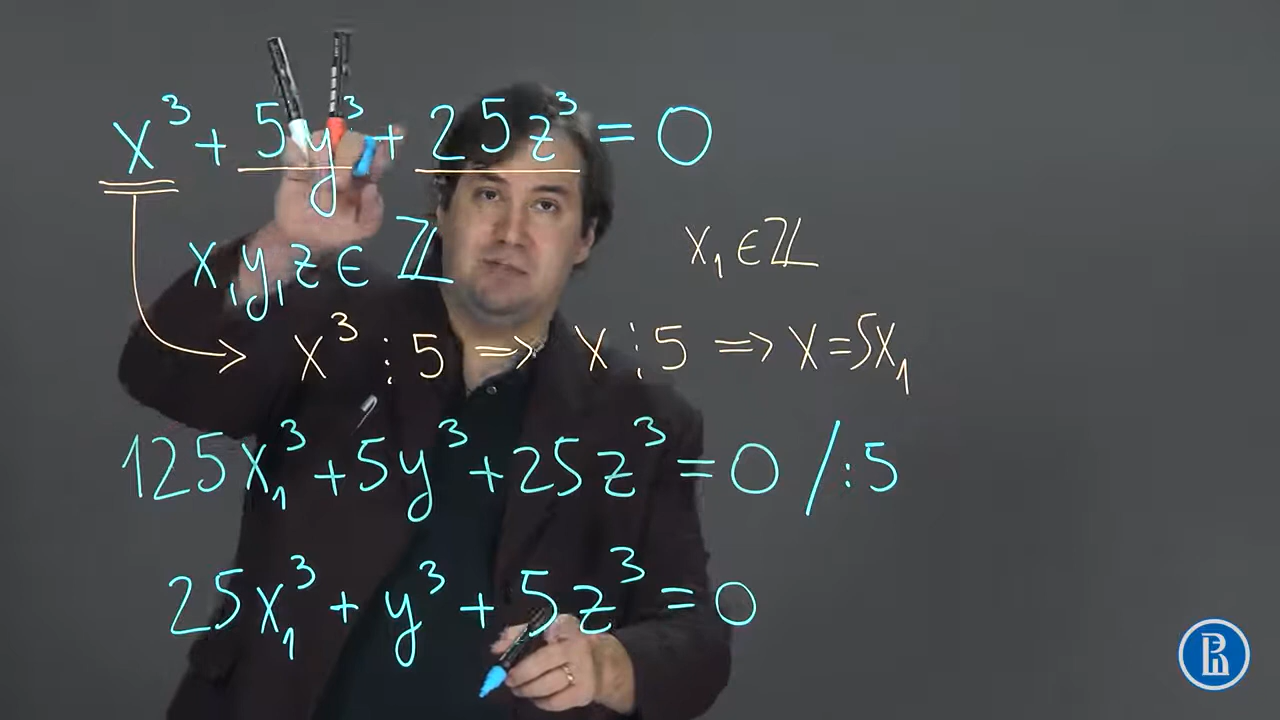 x³ + 5y³ + 25z³ = 0
x, y, z ∈ ℤ
x₁ ∈ ℤ
x³ ⋮ 5 ⇒ x ⋮ 5 ⇒ x = 5x₁
125x₁³ + 5y³ + 25z³ = 0 / : 5
25x₁³ + y³ + 5z³ = 0